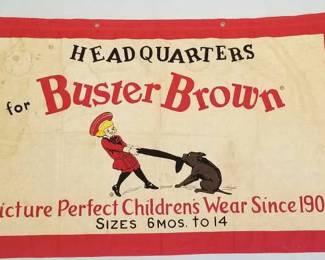 HEADQUARTERS
for Buster Brown®
icture Perfect Children's Wear Since 190
SIZES 6 MOS. TO 14